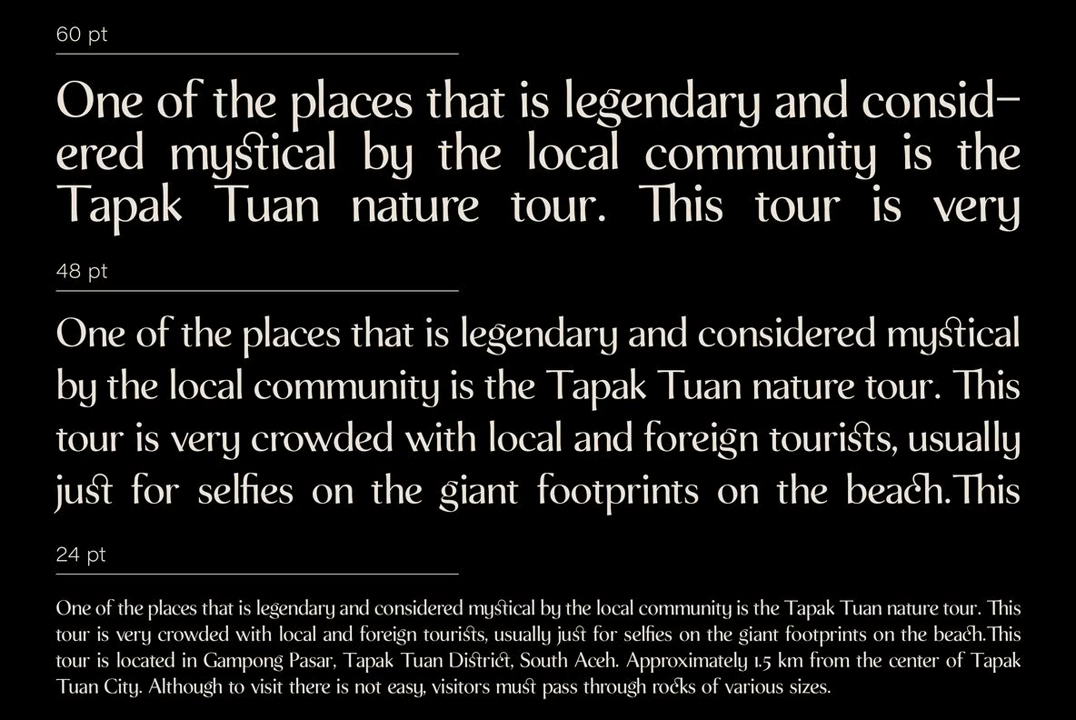 60 pt
One of the places that is legendary and consid-
ered mystical by the local community is the
Tapak Tuan nature tour. This tour is very
48 pt
One of the places that is legendary and considered mystical
by the local community is the Tapak Tuan nature tour. This
tour is very crowded with local and foreign tourists, usually
just for selfies on the giant footprints on the beach.This
24 pt
One of the places that is legendary and considered mystical by the local community is the Tapak Tuan nature tour. This
tour is very crowded with local and foreign tourists, usually just for selfies on the giant footprints on the beach.This
tour is located in Gampong Pasar, Tapak Tuan District, South Aceh. Approximately 1.5 km from the center of Tapak
Tuan City. Although to visit there is not easy, visitors must pass through rocks of various sizes.